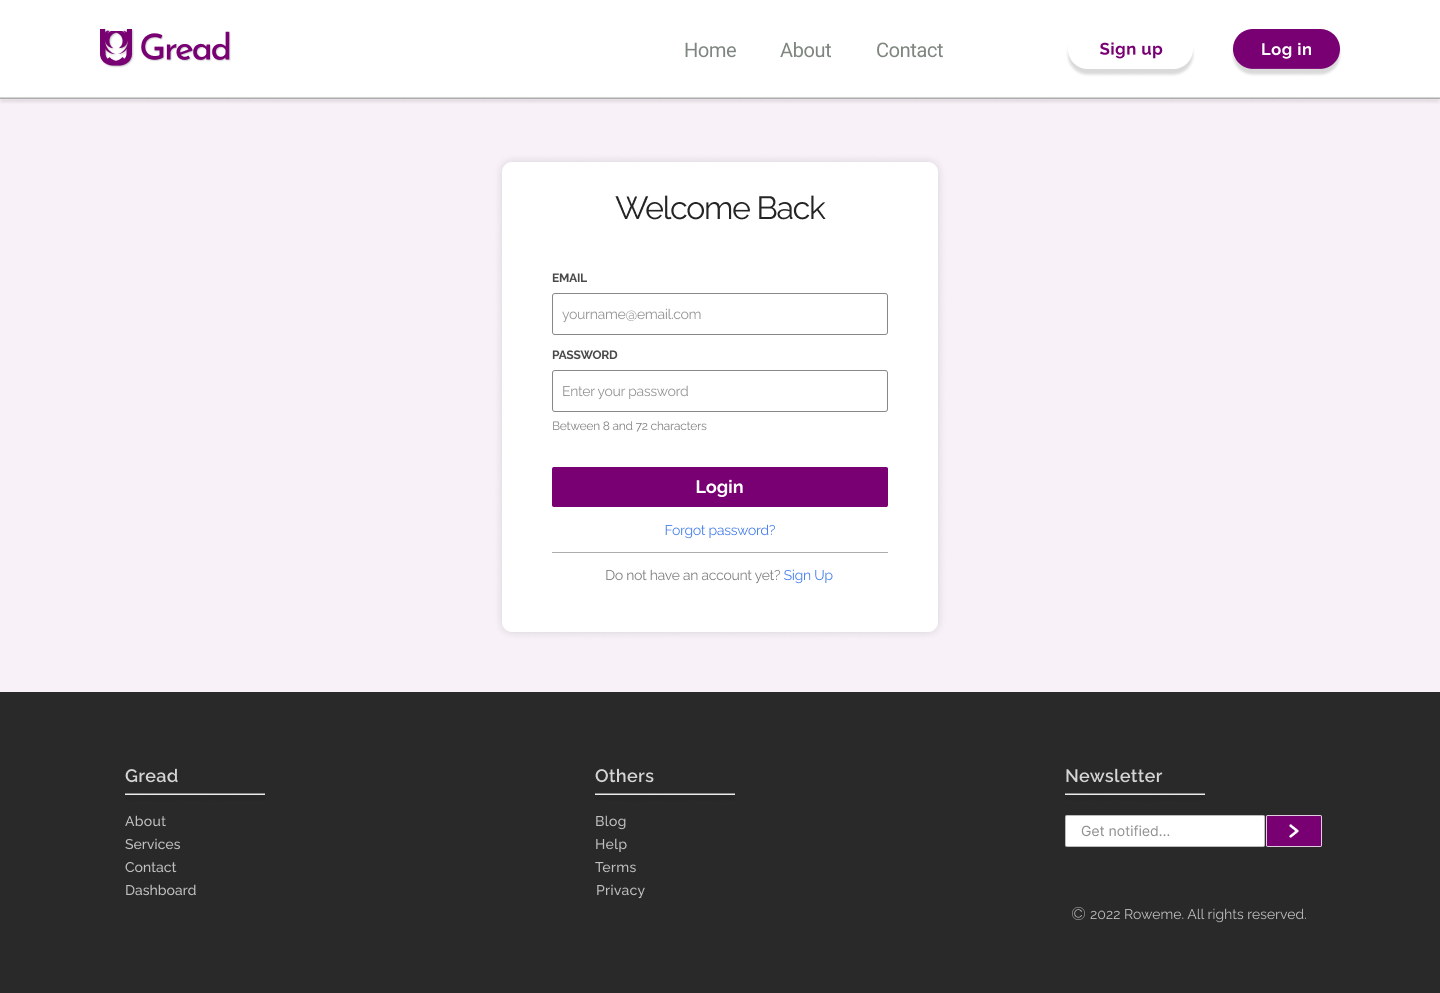 Gread
Home
About
Contact
Sign up
Log in
Welcome Back
EMAIL
yourname@email.com
PASSWORD
Enter your password
Between 8 and 72 characters
Login
Forgot password?
Do not have an account yet? Sign Up
Gread
About
Services
Contact
Dashboard
Others
Blog
Help
Terms
Privacy
Newsletter
Get notified...
© 2022 Roweme. All rights reserved.